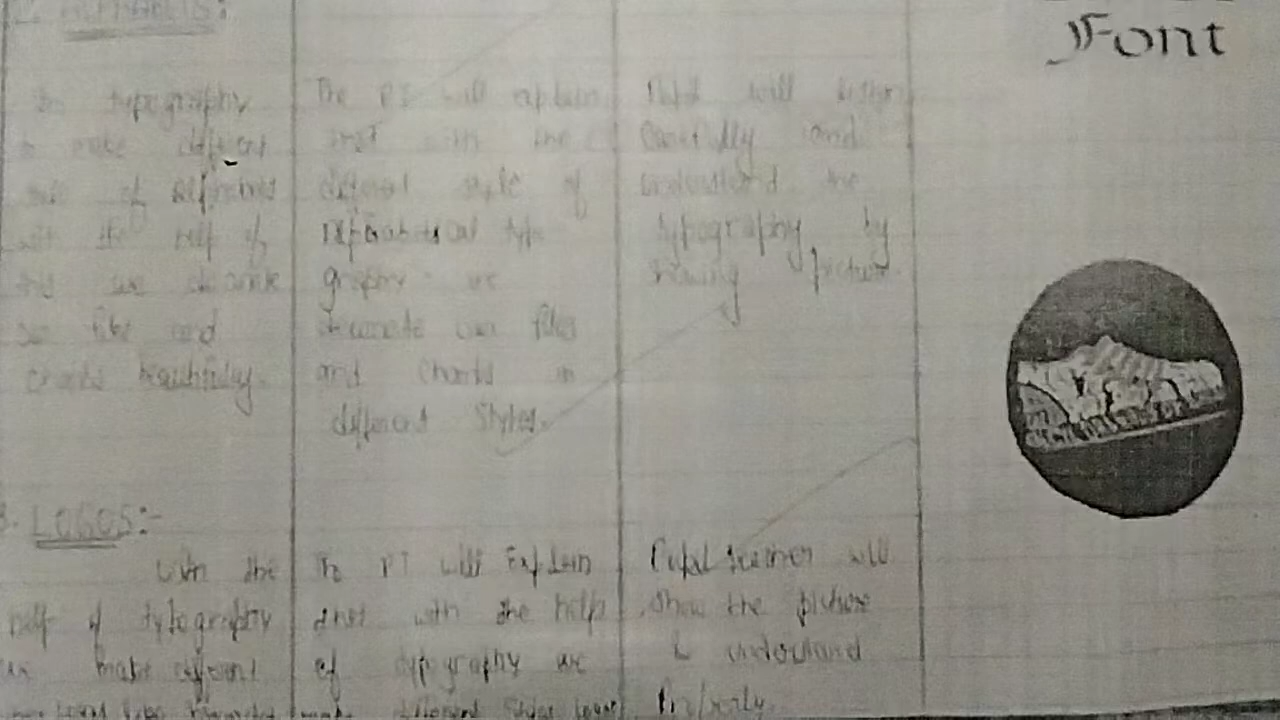 2. ALPHABETS:
typography
to make different
style of alphabets
with the help of
this we decorate
our files and
charts beautifully.
The PT will explain
that with the
different style of
alphabetical typo
graphy we
decorate our files
and charts in
different styles.
will listen
carefully and
understand the
typography by
showing picture.
Font
3. LOGOS:-
with the
help of typography
we make different
The PT will Explain
that with the help
of typography we
make different styles
Pupil teacher will
show the picture
& understand
Properly.